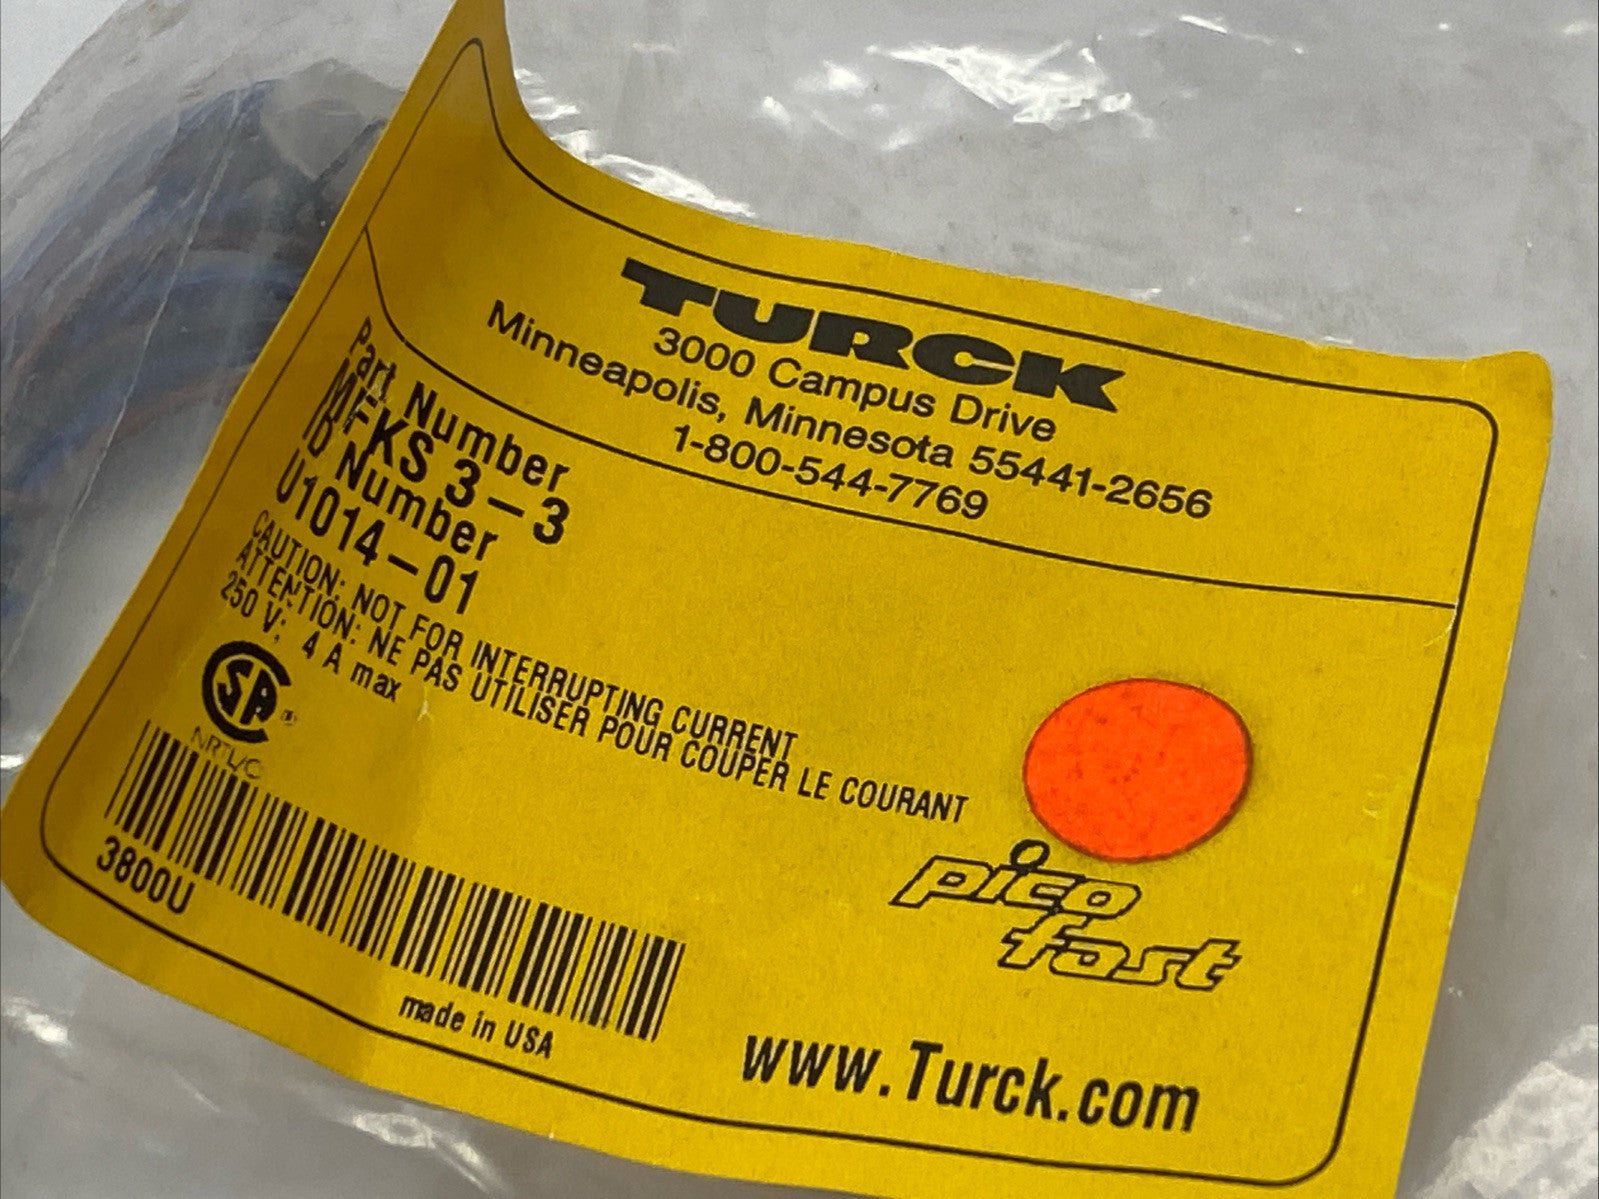 TURCK
3000 Campus Drive
Minneapolis, Minnesota 55441-2656
1-800-544-7769
Part Number
MFKS 3-3
ID Number
U1014-01
CAUTION: NOT FOR INTERRUPTING CURRENT
ATTENTION: NE PAS UTILISER POUR COUPER LE COURANT
250 V; 4 A max
SA ®
NRTL/C
3800U
made in USA
pico
fast
www.Turck.com